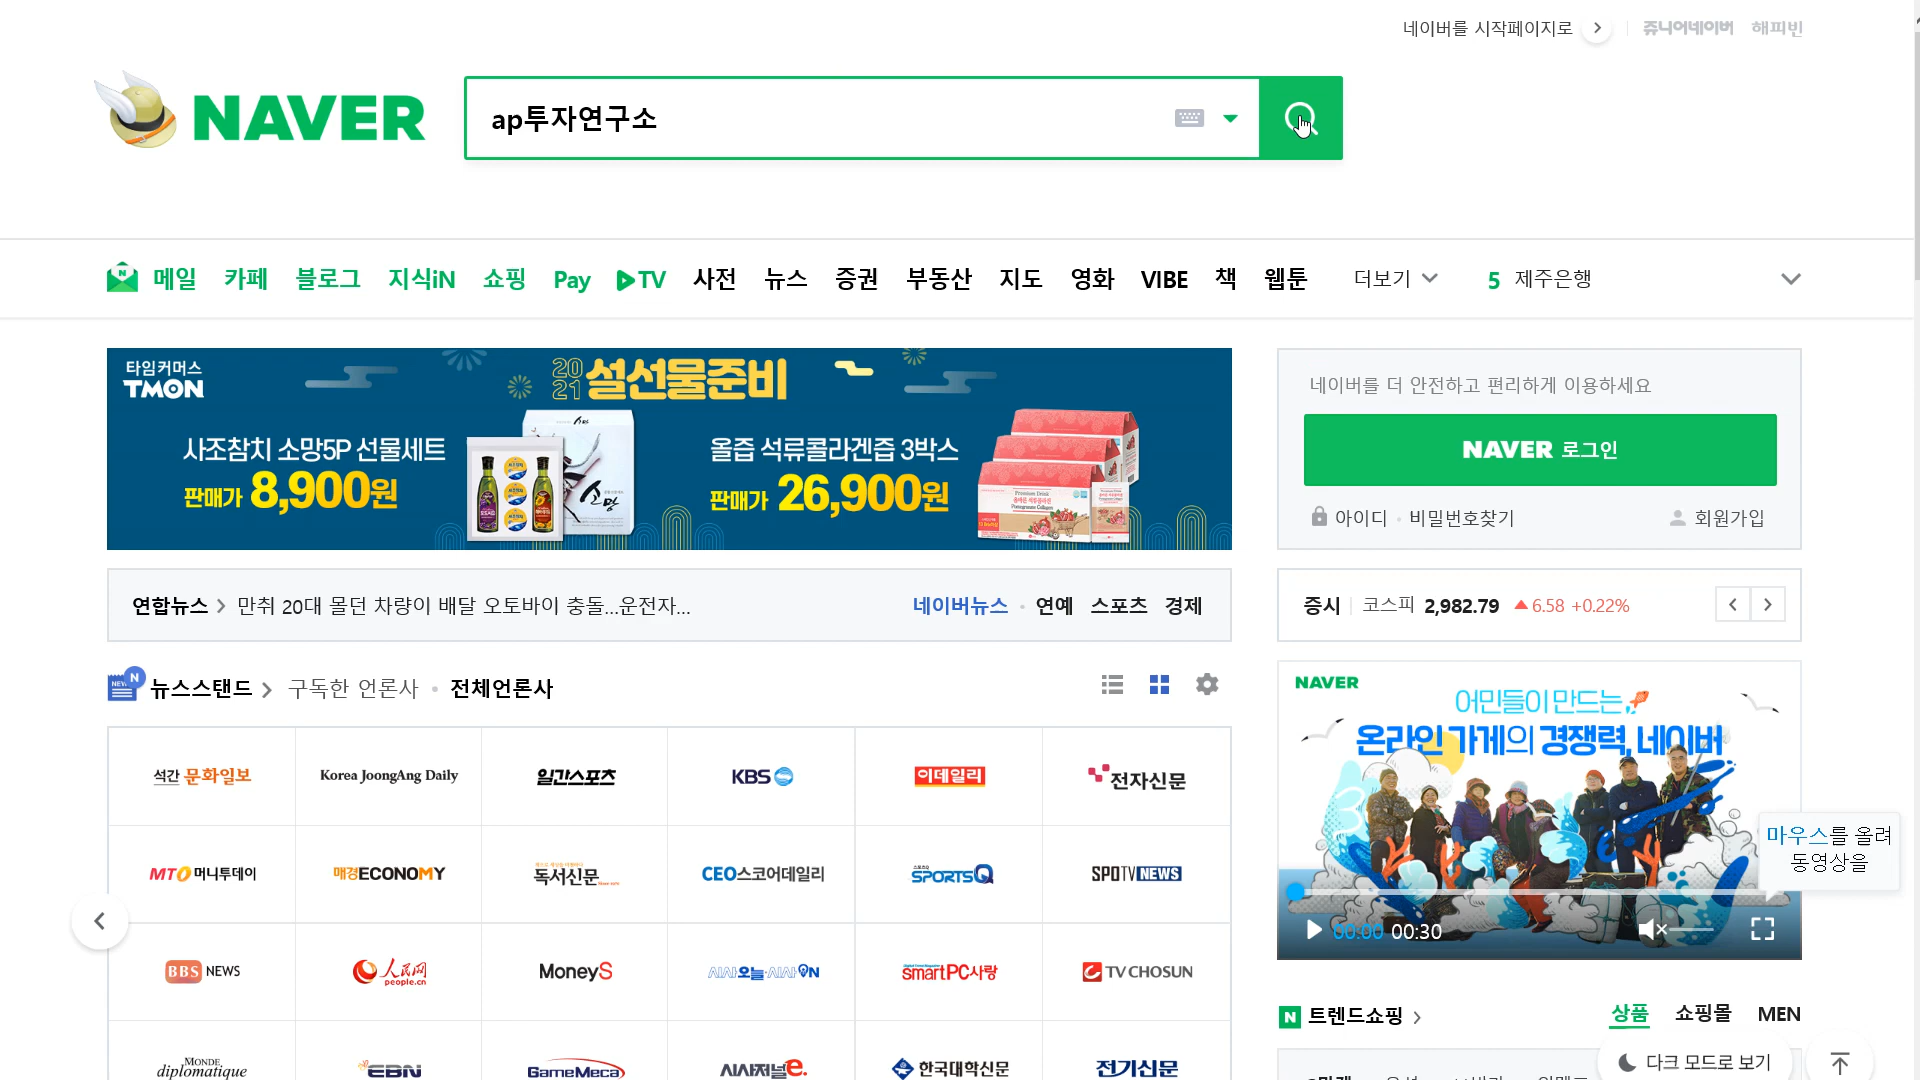 네이버를 시작페이지로
쥬니어네이버 해피빈
NAVER
ap투자연구소
메일 카페 블로그 지식iN 쇼핑 Pay TV 사전 뉴스 증권 부동산 지도 영화 VIBE 책 웹툰 더보기 5 제주은행
타임커머스
TMON
2021 설선물준비
사조참치 소망5P 선물세트
판매가 8,900원
올즙 석류콜라겐즙 3박스
판매가 26,900원
네이버를 더 안전하고 편리하게 이용하세요
NAVER 로그인
아이디 · 비밀번호찾기 회원가입
연합뉴스 > 만취 20대 몰던 차량이 배달 오토바이 충돌...운전자... 네이버뉴스 · 연예 스포츠 경제
증시 코스피 2,982.79 ▲6.58 +0.22%
뉴스스탠드 > 구독한 언론사 · 전체언론사
석간 문화일보 Korea JoongAng Daily 일간스포츠 KBS 이데일리 전자신문
MTO 머니투데이 매경ECONOMY 독서신문 CEO스코어데일리 스포츠Q SPORTSQ SPOTV NEWS
BBS NEWS 人民网 people.cn MoneyS 시사오늘·시사ON smartPC사랑 TV CHOSUN
MONDE diplomatique EBN GameMeca 시사저널e. 한국대학신문 전기신문
NAVER
어민들이 만드는
온라인 가게의 경쟁력, 네이버
마우스를 올려
동영상을
00:00 00:30
트렌드쇼핑 > 상품 쇼핑몰 MEN
다크 모드로 보기